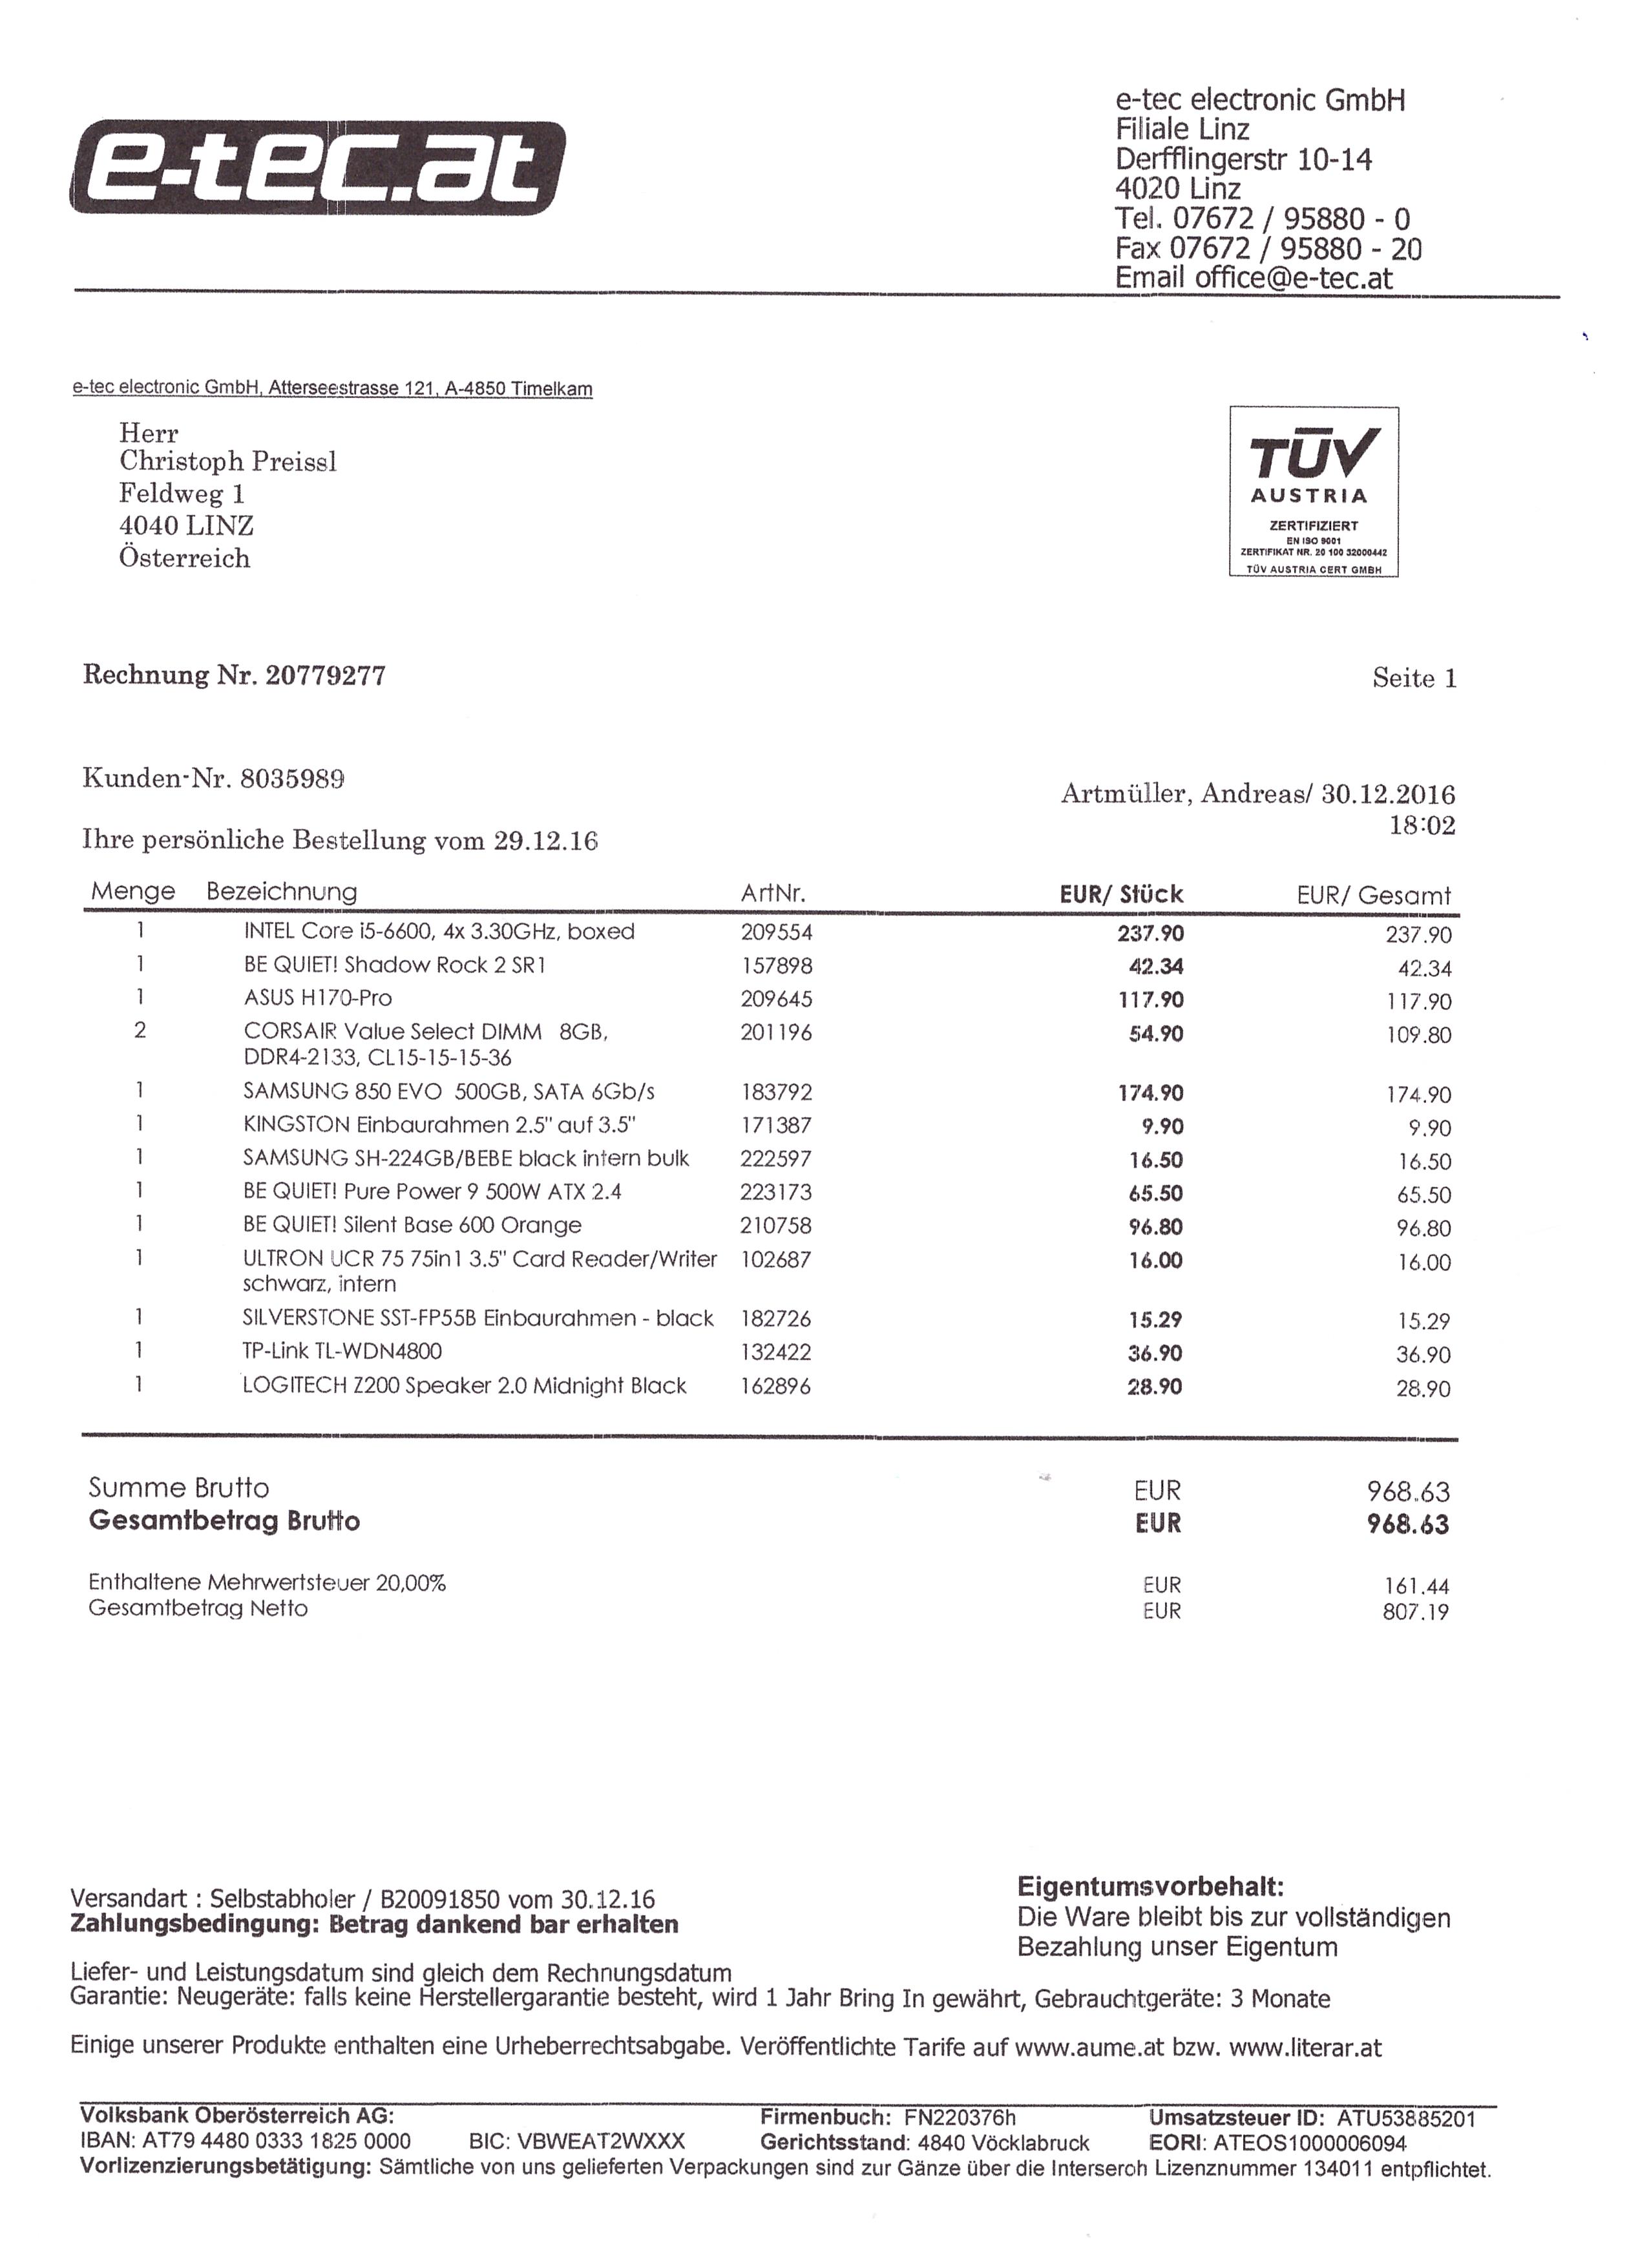 e-tec.at
e-tec electronic GmbH
Filiale Linz
Derfflingerstr 10-14
4020 Linz
Tel. 07672 / 95880 - 0
Fax 07672 / 95880 - 20
Email office@e-tec.at
e-tec electronic GmbH, Atterseestrasse 121, A-4850 Timelkam
Herr
Christoph Preissl
Feldweg 1
4040 LINZ
Österreich
TÜV
AUSTRIA
ZERTIFIZIERT
EN ISO 9001
ZERTIFIKAT NR. 20 100 32000442
TÜV AUSTRIA CERT GMBH
Rechnung Nr. 20779277 Seite 1
Kunden-Nr. 8035989
Artmüller, Andreas/ 30.12.2016
18:02
Ihre persönliche Bestellung vom 29.12.16
Menge Bezeichnung ArtNr. EUR/ Stück EUR/ Gesamt
1 INTEL Core i5-6600, 4x 3.30GHz, boxed 209554 237.90 237.90
1 BE QUIET! Shadow Rock 2 SR1 157898 42.34 42.34
1 ASUS H170-Pro 209645 117.90 117.90
2 CORSAIR Value Select DIMM 8GB, 201196 54.90 109.80
DDR4-2133, CL15-15-15-36
1 SAMSUNG 850 EVO 500GB, SATA 6Gb/s 183792 174.90 174.90
1 KINGSTON Einbaurahmen 2.5" auf 3.5" 171387 9.90 9.90
1 SAMSUNG SH-224GB/BEBE black intern bulk 222597 16.50 16.50
1 BE QUIET! Pure Power 9 500W ATX 2.4 223173 65.50 65.50
1 BE QUIET! Silent Base 600 Orange 210758 96.80 96.80
1 ULTRON UCR 75 75in1 3.5" Card Reader/Writer 102687 16.00 16.00
schwarz, intern
1 SILVERSTONE SST-FP55B Einbaurahmen - black 182726 15.29 15.29
1 TP-Link TL-WDN4800 132422 36.90 36.90
1 LOGITECH Z200 Speaker 2.0 Midnight Black 162896 28.90 28.90
Summe Brutto EUR 968.63
Gesamtbetrag Brutto EUR 968.63
Enthaltene Mehrwertsteuer 20,00% EUR 161.44
Gesamtbetrag Netto EUR 807.19
Versandart : Selbstabholer / B20091850 vom 30.12.16
Zahlungsbedingung: Betrag dankend bar erhalten
Eigentumsvorbehalt:
Die Ware bleibt bis zur vollständigen
Bezahlung unser Eigentum
Liefer- und Leistungsdatum sind gleich dem Rechnungsdatum
Garantie: Neugeräte: falls keine Herstellergarantie besteht, wird 1 Jahr Bring In gewährt, Gebrauchtgeräte: 3 Monate
Einige unserer Produkte enthalten eine Urheberrechtsabgabe. Veröffentlichte Tarife auf www.aume.at bzw. www.literar.at
Volksbank Oberösterreich AG: Firmenbuch: FN220376h Umsatzsteuer ID: ATU53885201
IBAN: AT79 4480 0333 1825 0000 BIC: VBWEAT2WXXX Gerichtsstand: 4840 Vöcklabruck EORI: ATEOS1000006094
Vorlizenzierungsbetätigung: Sämtliche von uns gelieferten Verpackungen sind zur Gänze über die Interseroh Lizenznummer 134011 entpflichtet.